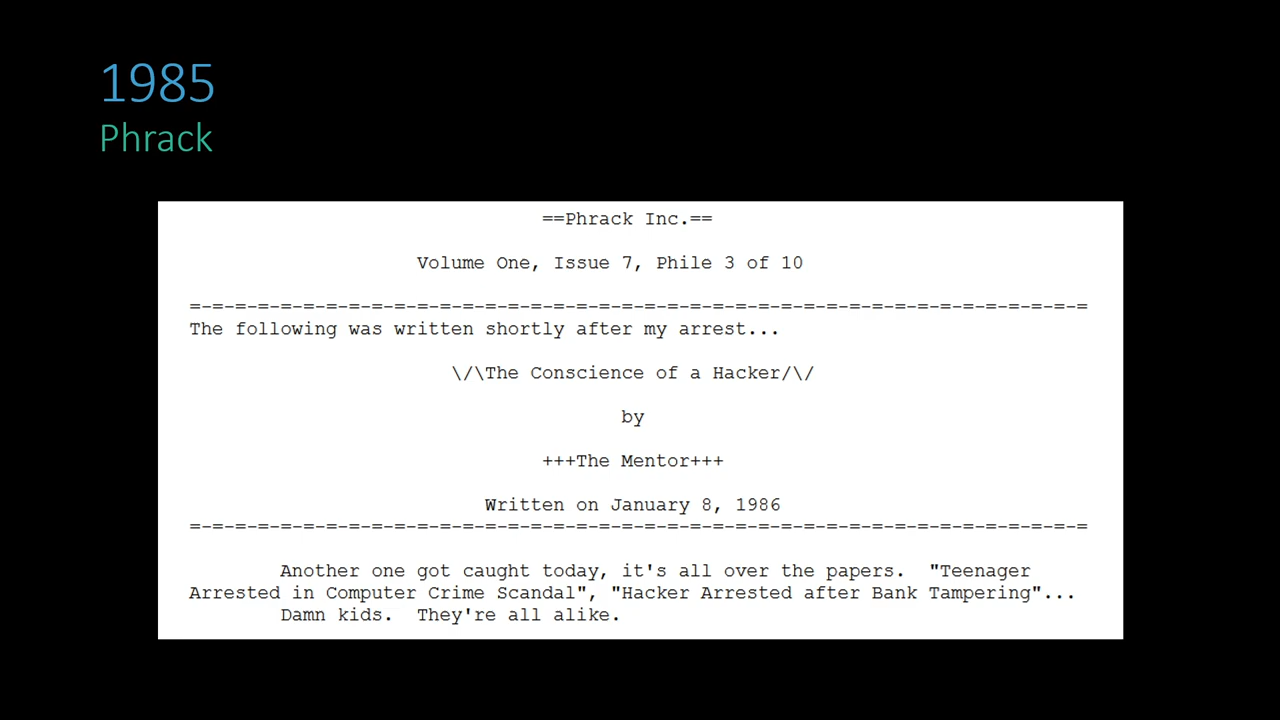 1985
Phrack
==Phrack Inc.==
Volume One, Issue 7, Phile 3 of 10
=-=-=-=-=-=-=-=-=-=-=-=-=-=-=-=-=-=-=-=-=-=-=-=-=-=-=-=-=-=-=-=-=-=-=-=-=-=-=-=
The following was written shortly after my arrest...
\/\The Conscience of a Hacker/\/
by
+++The Mentor+++
Written on January 8, 1986
=-=-=-=-=-=-=-=-=-=-=-=-=-=-=-=-=-=-=-=-=-=-=-=-=-=-=-=-=-=-=-=-=-=-=-=-=-=-=-=
Another one got caught today, it's all over the papers.  "Teenager
Arrested in Computer Crime Scandal", "Hacker Arrested after Bank Tampering"...
Damn kids.  They're all alike.